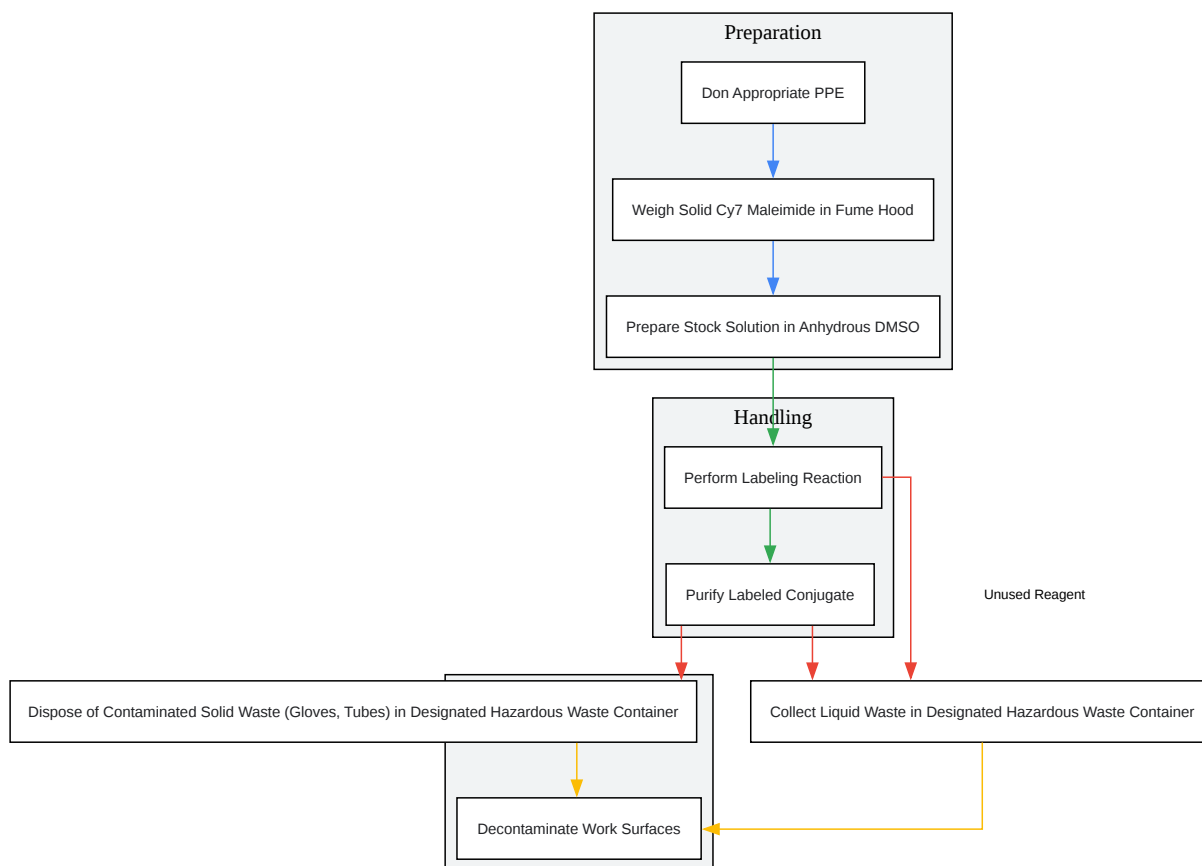 Preparation
Don Appropriate PPE
Weigh Solid Cy7 Maleimide in Fume Hood
Prepare Stock Solution in Anhydrous DMSO
Handling
Perform Labeling Reaction
Purify Labeled Conjugate
Unused Reagent
Dispose of Contaminated Solid Waste (Gloves, Tubes) in Designated Hazardous Waste Container
Collect Liquid Waste in Designated Hazardous Waste Container
Decontaminate Work Surfaces